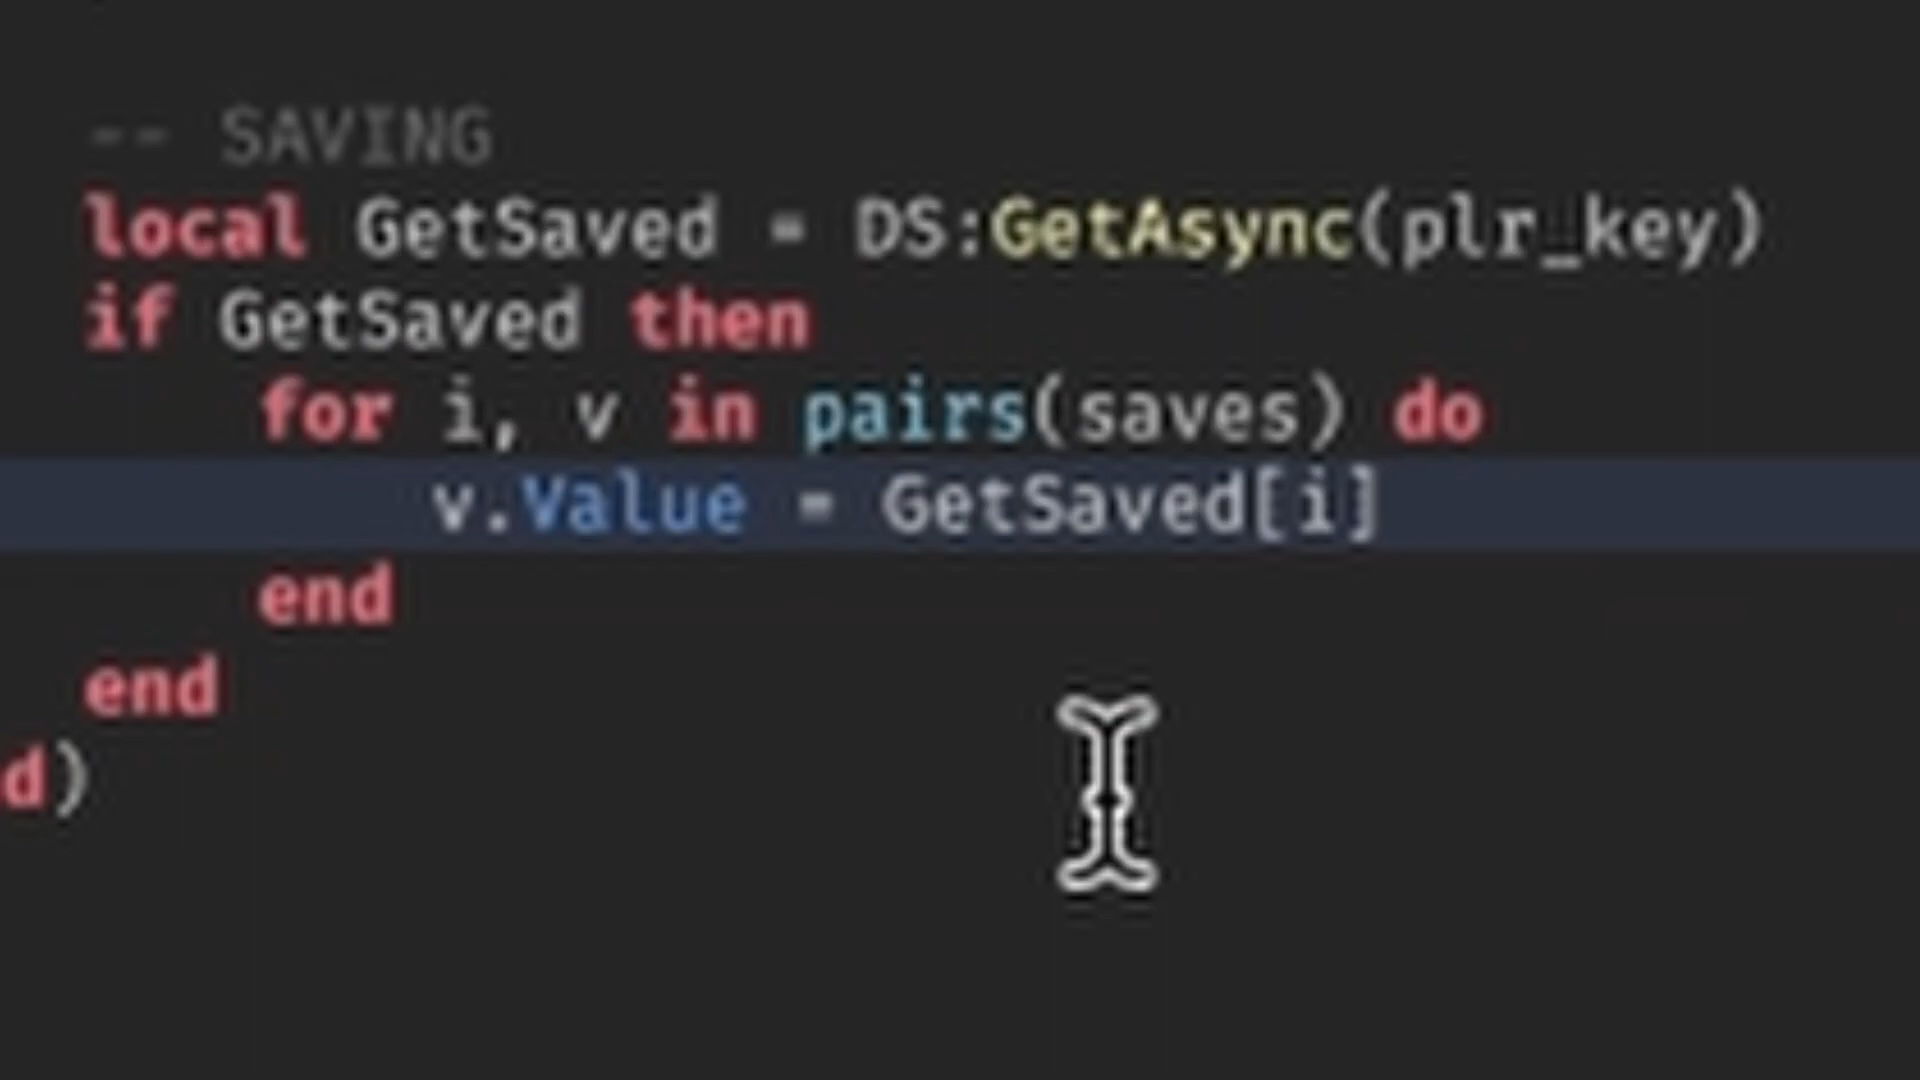 -- SAVING
local GetSaved = DS:GetAsync(plr_key)
if GetSaved then
for i, v in pairs(saves) do
v.Value = GetSaved[i]
end
end
d)